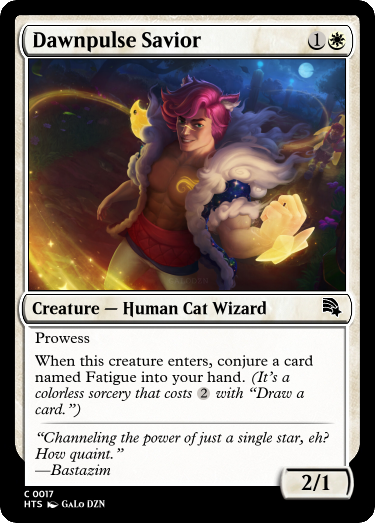 Dawnpulse Savior 1
Creature — Human Cat Wizard
Prowess
When this creature enters, conjure a card
named Fatigue into your hand. (It's a
colorless sorcery that costs 2 with “Draw a
card.”)
“Channeling the power of just a single star, eh?
How quaint.”
—Bastazim
2/1
C 0017
HTS GALO DZN